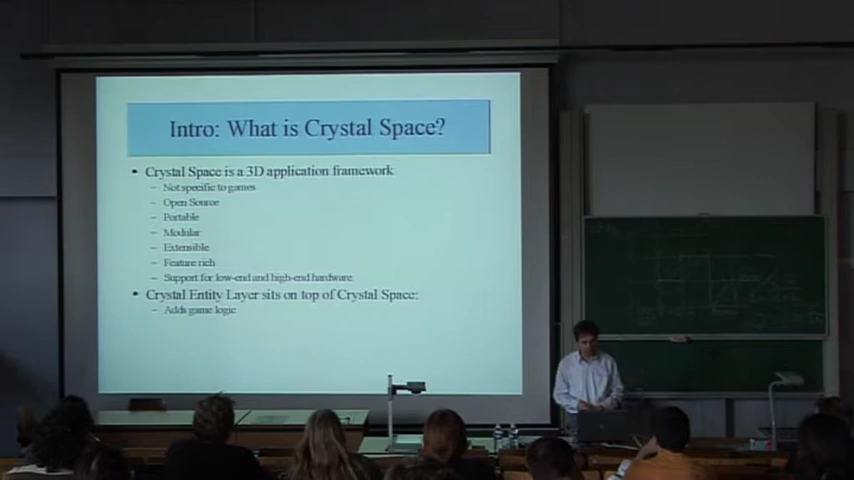 Intro: What is Crystal Space?
• Crystal Space is a 3D application framework
– Not specific to games
– Open Source
– Portable
– Modular
– Extensible
– Feature rich
– Support for low-end and high-end hardware
• Crystal Entity Layer sits on top of Crystal Space:
– Adds game logic